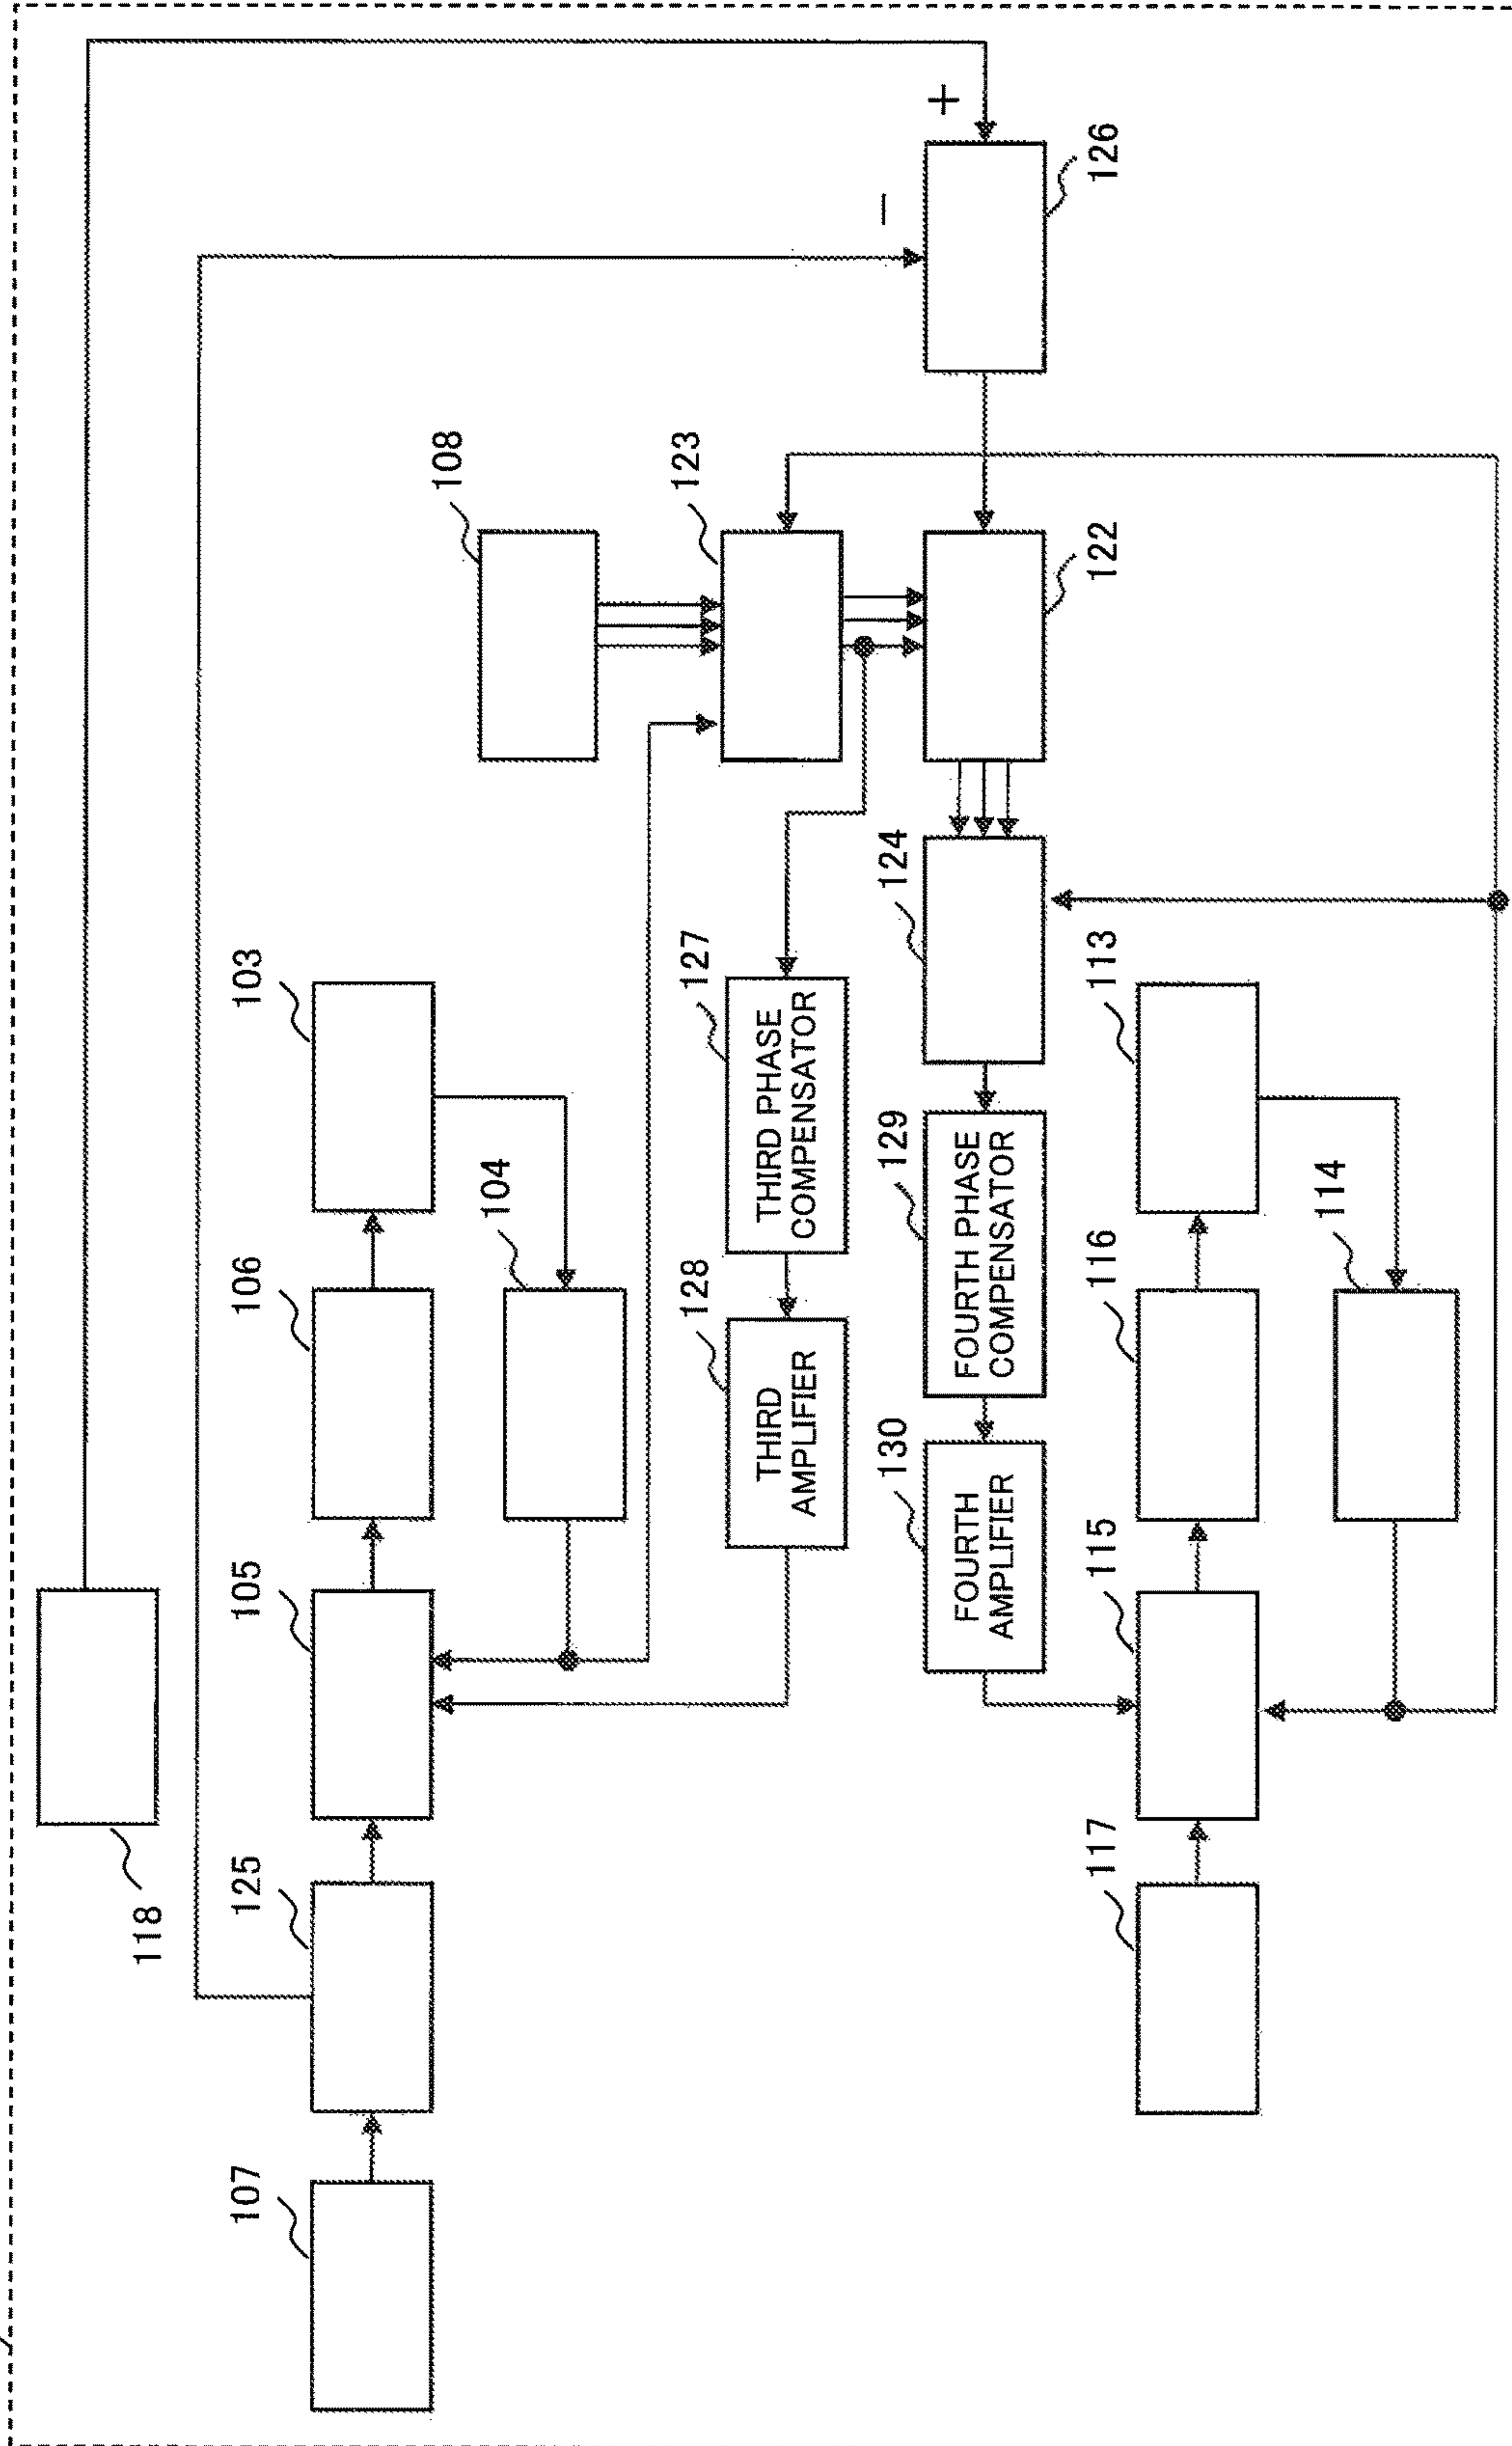 118
107
125
105
106
103
104
108
123
126
+
−
122
THIRD PHASE
COMPENSATOR
127
THIRD
AMPLIFIER
128
124
FOURTH PHASE
COMPENSATOR
129
FOURTH
AMPLIFIER
130
117
115
116
113
114